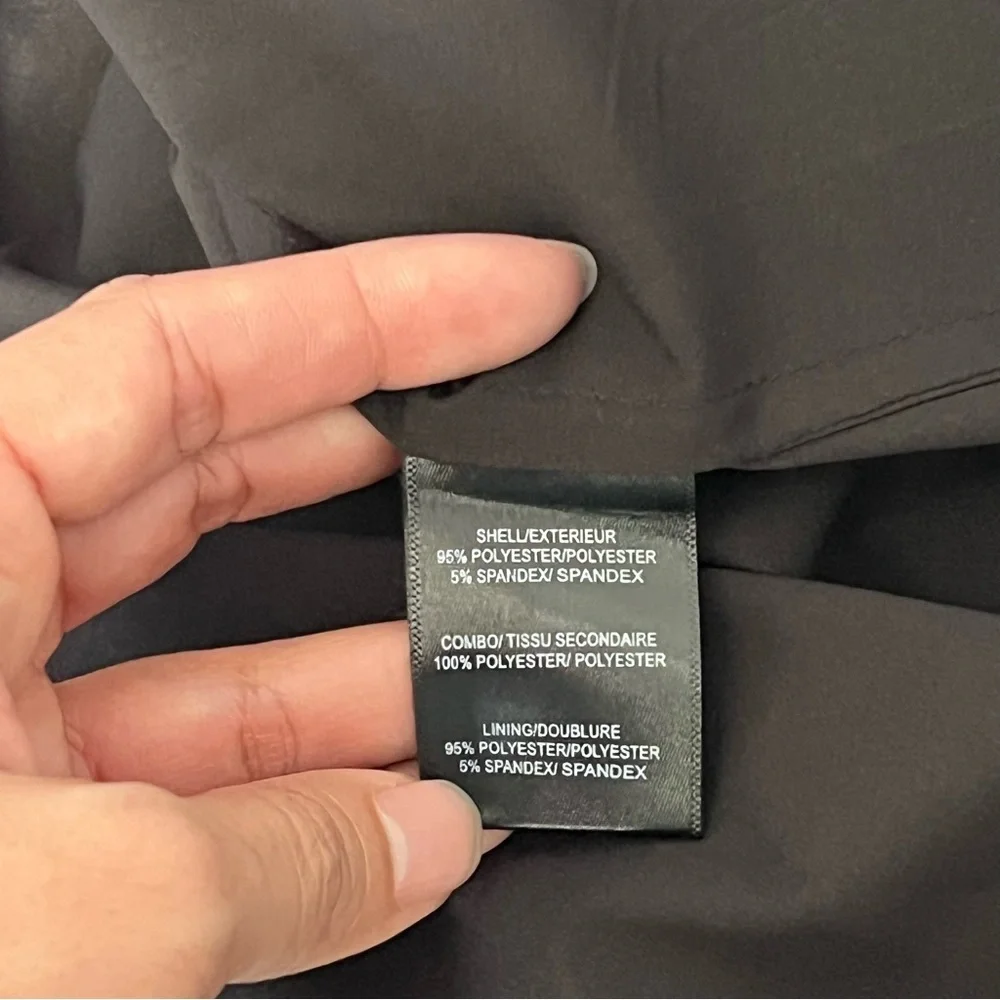 SHELL/EXTERIEUR
95% POLYESTER/POLYESTER
5% SPANDEX/ SPANDEX
COMBO/ TISSU SECONDAIRE
100% POLYESTER/ POLYESTER
LINING/DOUBLURE
95% POLYESTER/POLYESTER
5% SPANDEX/ SPANDEX